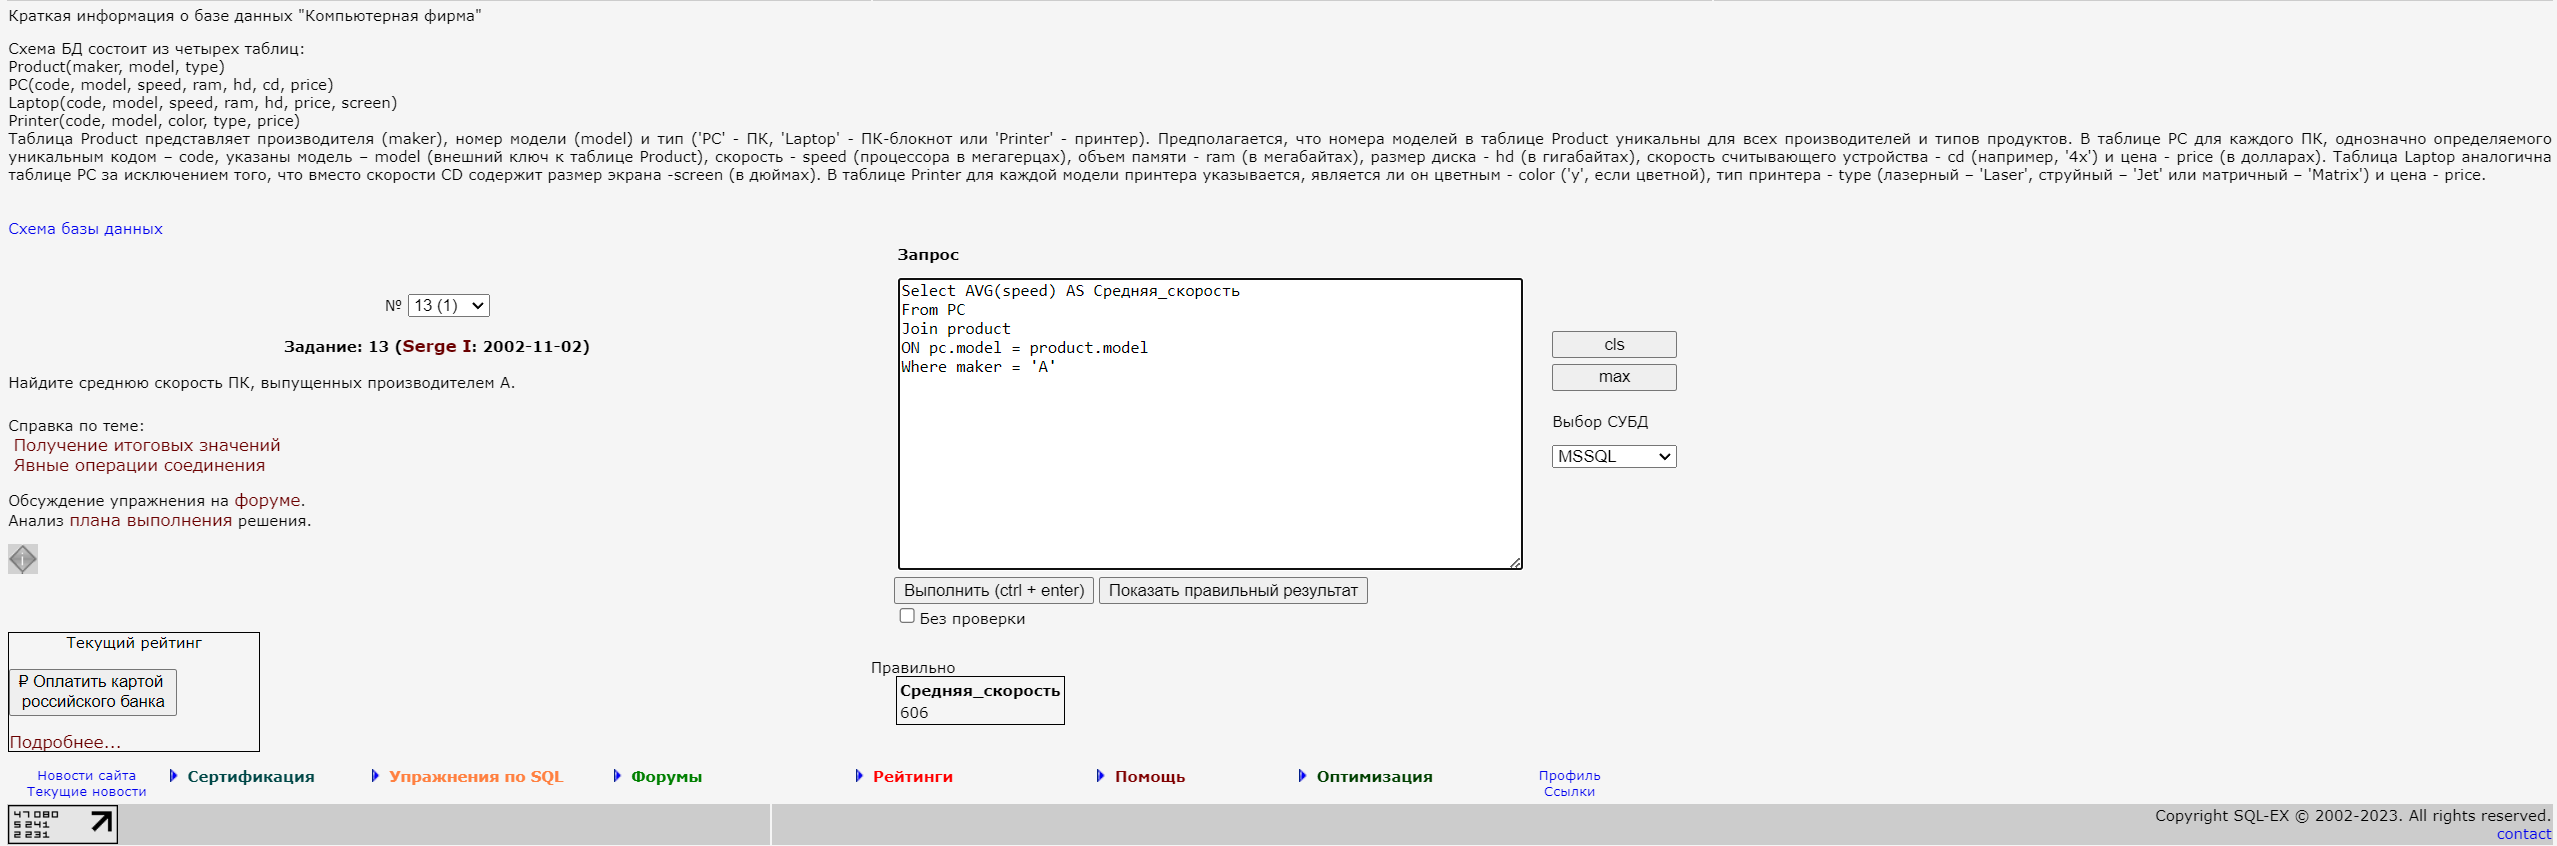 Краткая информация о базе данных "Компьютерная фирма"
Схема БД состоит из четырех таблиц:
Product(maker, model, type)
PC(code, model, speed, ram, hd, cd, price)
Laptop(code, model, speed, ram, hd, price, screen)
Printer(code, model, color, type, price)
Таблица Product представляет производителя (maker), номер модели (model) и тип ('PC' - ПК, 'Laptop' - ПК-блокнот или 'Printer' - принтер). Предполагается, что номера моделей в таблице Product уникальны для всех производителей и типов продуктов. В таблице PC для каждого ПК, однозначно определяемого
уникальным кодом – code, указаны модель – model (внешний ключ к таблице Product), скорость - speed (процессора в мегагерцах), объем памяти - ram (в мегабайтах), размер диска - hd (в гигабайтах), скорость считывающего устройства - cd (например, '4x') и цена - price (в долларах). Таблица Laptop аналогична
таблице РС за исключением того, что вместо скорости CD содержит размер экрана -screen (в дюймах). В таблице Printer для каждой модели принтера указывается, является ли он цветным - color ('y', если цветной), тип принтера - type (лазерный – 'Laser', струйный – 'Jet' или матричный – 'Matrix') и цена - price.
Схема базы данных
№ 13 (1)
Задание: 13 (Serge I: 2002-11-02)
Найдите среднюю скорость ПК, выпущенных производителем A.
Справка по теме:
Получение итоговых значений
Явные операции соединения
Обсуждение упражнения на форуме.
Анализ плана выполнения решения.
Запрос
Select AVG(speed) AS Средняя_скорость
From PC
Join product
ON pc.model = product.model
Where maker = 'A'
cls
max
Выбор СУБД
MSSQL
Выполнить (ctrl + enter) Показать правильный результат
Без проверки
Правильно
Средняя_скорость
606
Текущий рейтинг
₽ Оплатить картой
российского банка
Подробнее...
Новости сайта
Текущие новости
Сертификация
Упражнения по SQL
Форумы
Рейтинги
Помощь
Оптимизация
Профиль
Ссылки
47080
5241
2231
Copyright SQL-EX © 2002-2023. All rights reserved.
contact